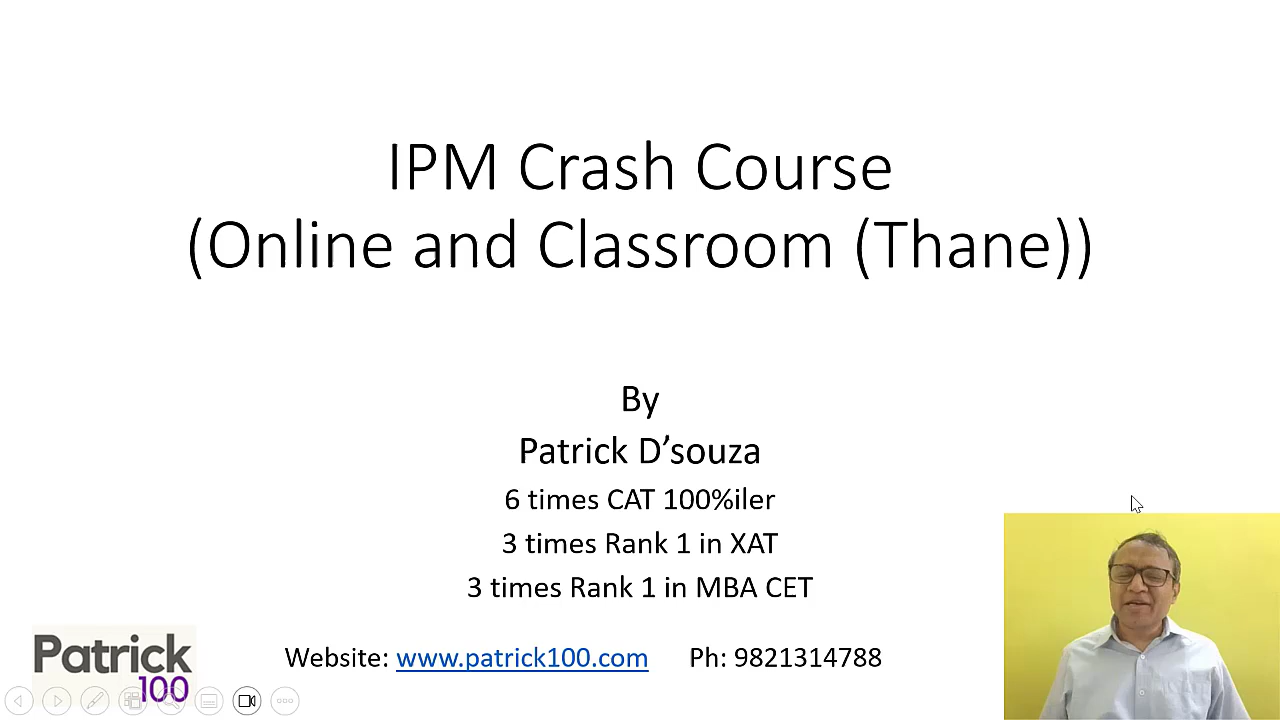 IPM Crash Course
(Online and Classroom (Thane))
By
Patrick D’souza
6 times CAT 100%iler
3 times Rank 1 in XAT
3 times Rank 1 in MBA CET
Patrick
100
Website: www.patrick100.com Ph: 9821314788